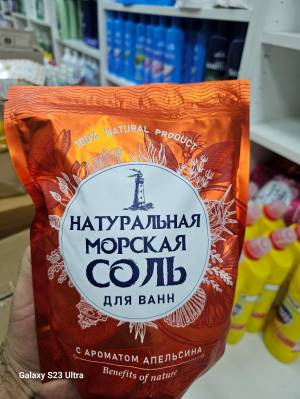 100% NATURAL PRODUCT
НАТУРАЛЬНАЯ
МОРСКАЯ
СОЛЬ
ДЛЯ ВАНН
С АРОМАТОМ АПЕЛЬСИНА
Benefits of nature
Galaxy S23 Ultra